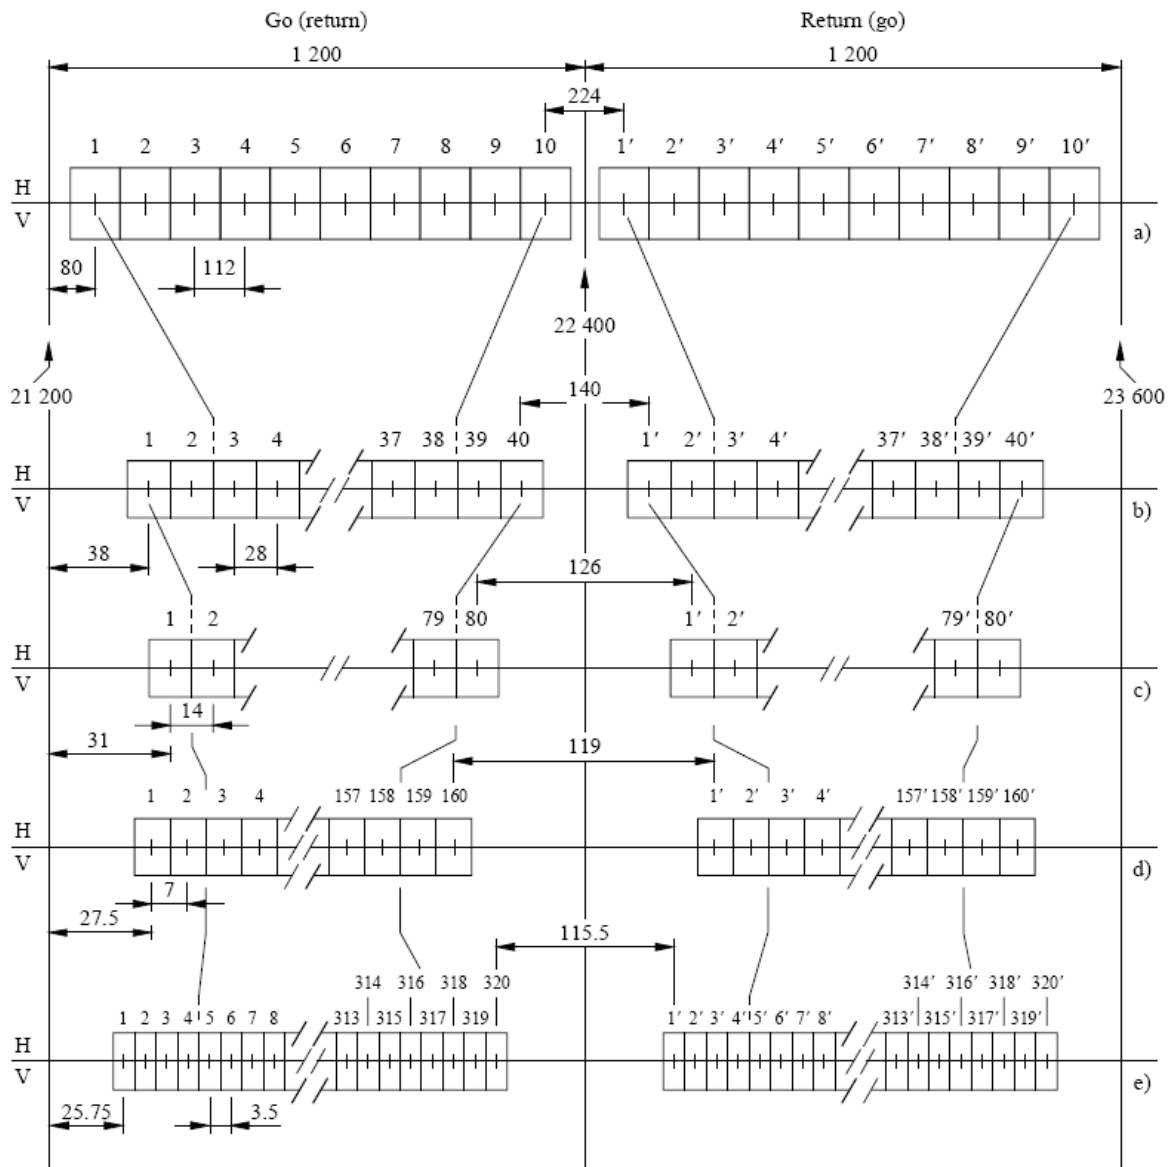 Go (return) Return (go)
1 200 1 200
224
1 2 3 4 5 6 7 8 9 10 1′ 2′ 3′ 4′ 5′ 6′ 7′ 8′ 9′ 10′
H
V
a)
80 112
22 400
21 200 140 23 600
1 2 3 4 37 38 39 40 1′ 2′ 3′ 4′ 37′ 38′ 39′ 40′
H
V
b)
38 28 126
1 2 79 80 1′ 2′ 79′ 80′
H
V
c)
14
31 119
1 2 3 4 157 158 159 160 1′ 2′ 3′ 4′ 157′ 158′ 159′ 160′
H
V
d)
7
27.5 115.5
314 316 318 320 314′ 316′ 318′ 320′
1 2 3 4 5 6 7 8 313 315 317 319 1′ 2′ 3′ 4′ 5′ 6′ 7′ 8′ 313′ 315′ 317′ 319′
H
V
e)
25.75 3.5